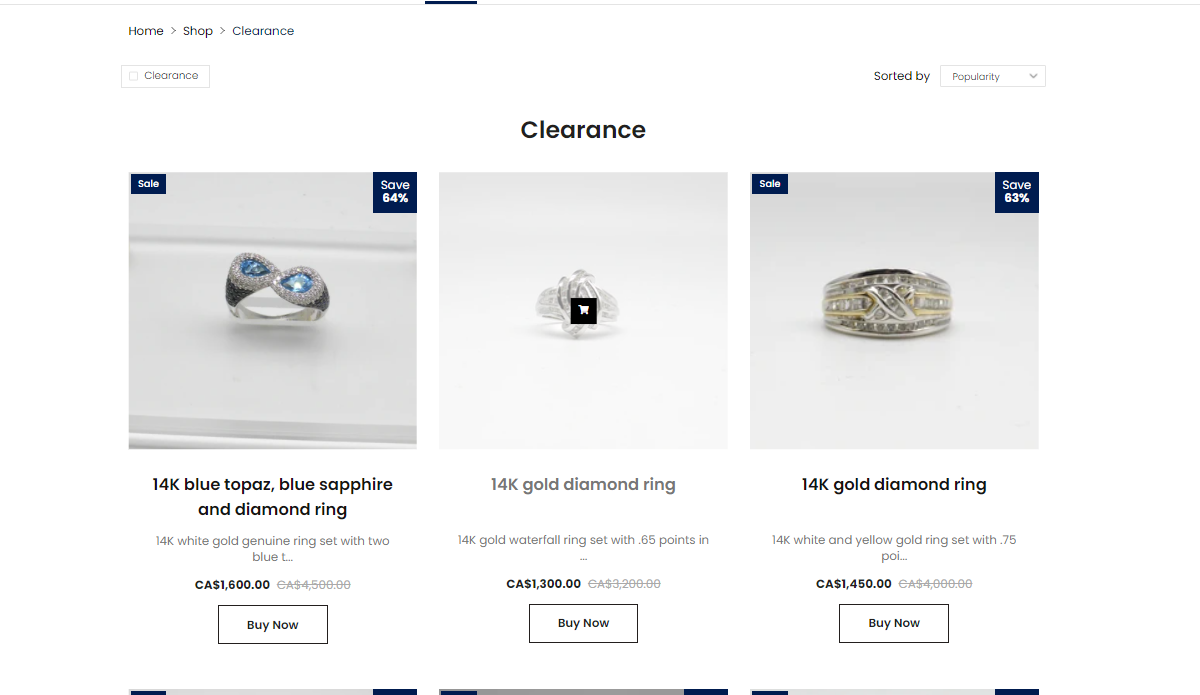 Home > Shop > Clearance
Clearance
Sorted by Popularity
Clearance
Sale
Save
64%
Sale
Save
63%
14K blue topaz, blue sapphire
and diamond ring
14K white gold genuine ring set with two
blue t...
CA$1,600.00 CA$4,500.00
Buy Now
14K gold diamond ring
14K gold waterfall ring set with .65 points in
...
CA$1,300.00 CA$3,200.00
Buy Now
14K gold diamond ring
14K white and yellow gold ring set with .75
poi...
CA$1,450.00 CA$4,000.00
Buy Now